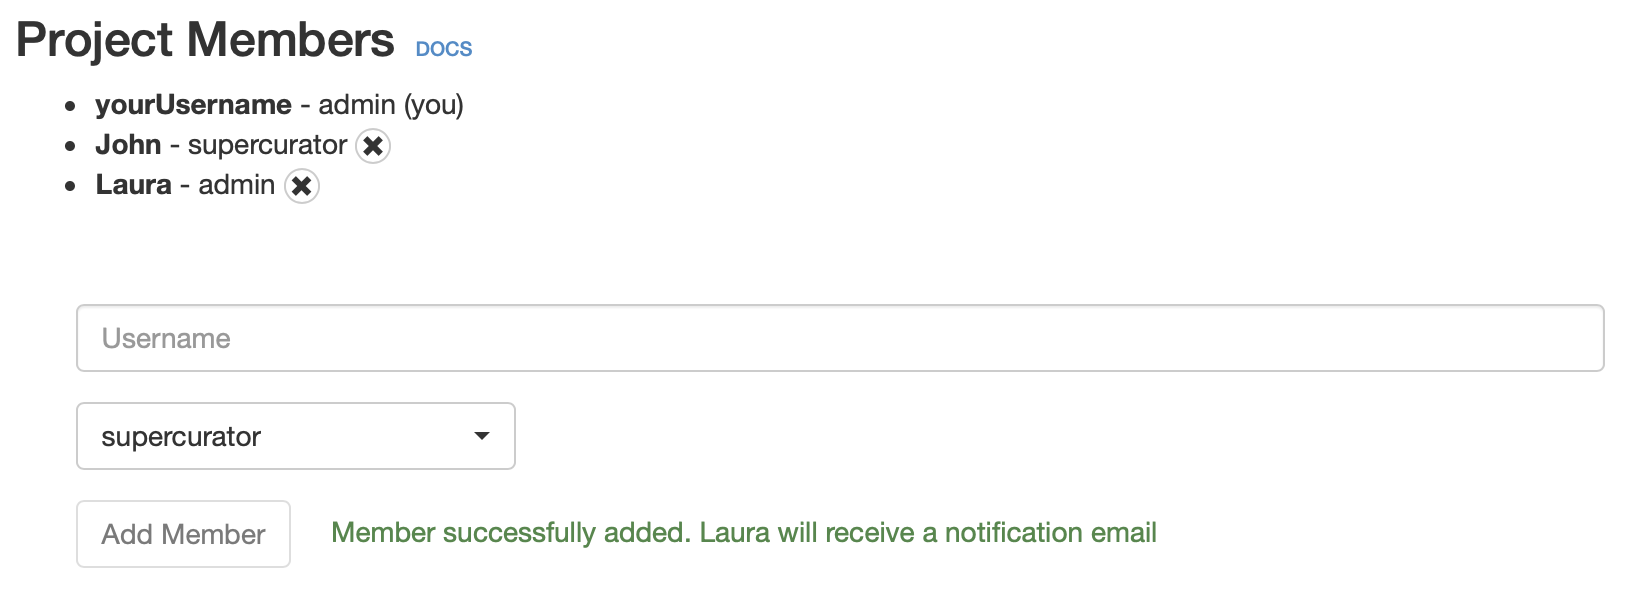 Project Members DOCS
yourUsername - admin (you)
John - supercurator
Laura - admin
Username
supercurator
Add Member Member successfully added. Laura will receive a notification email